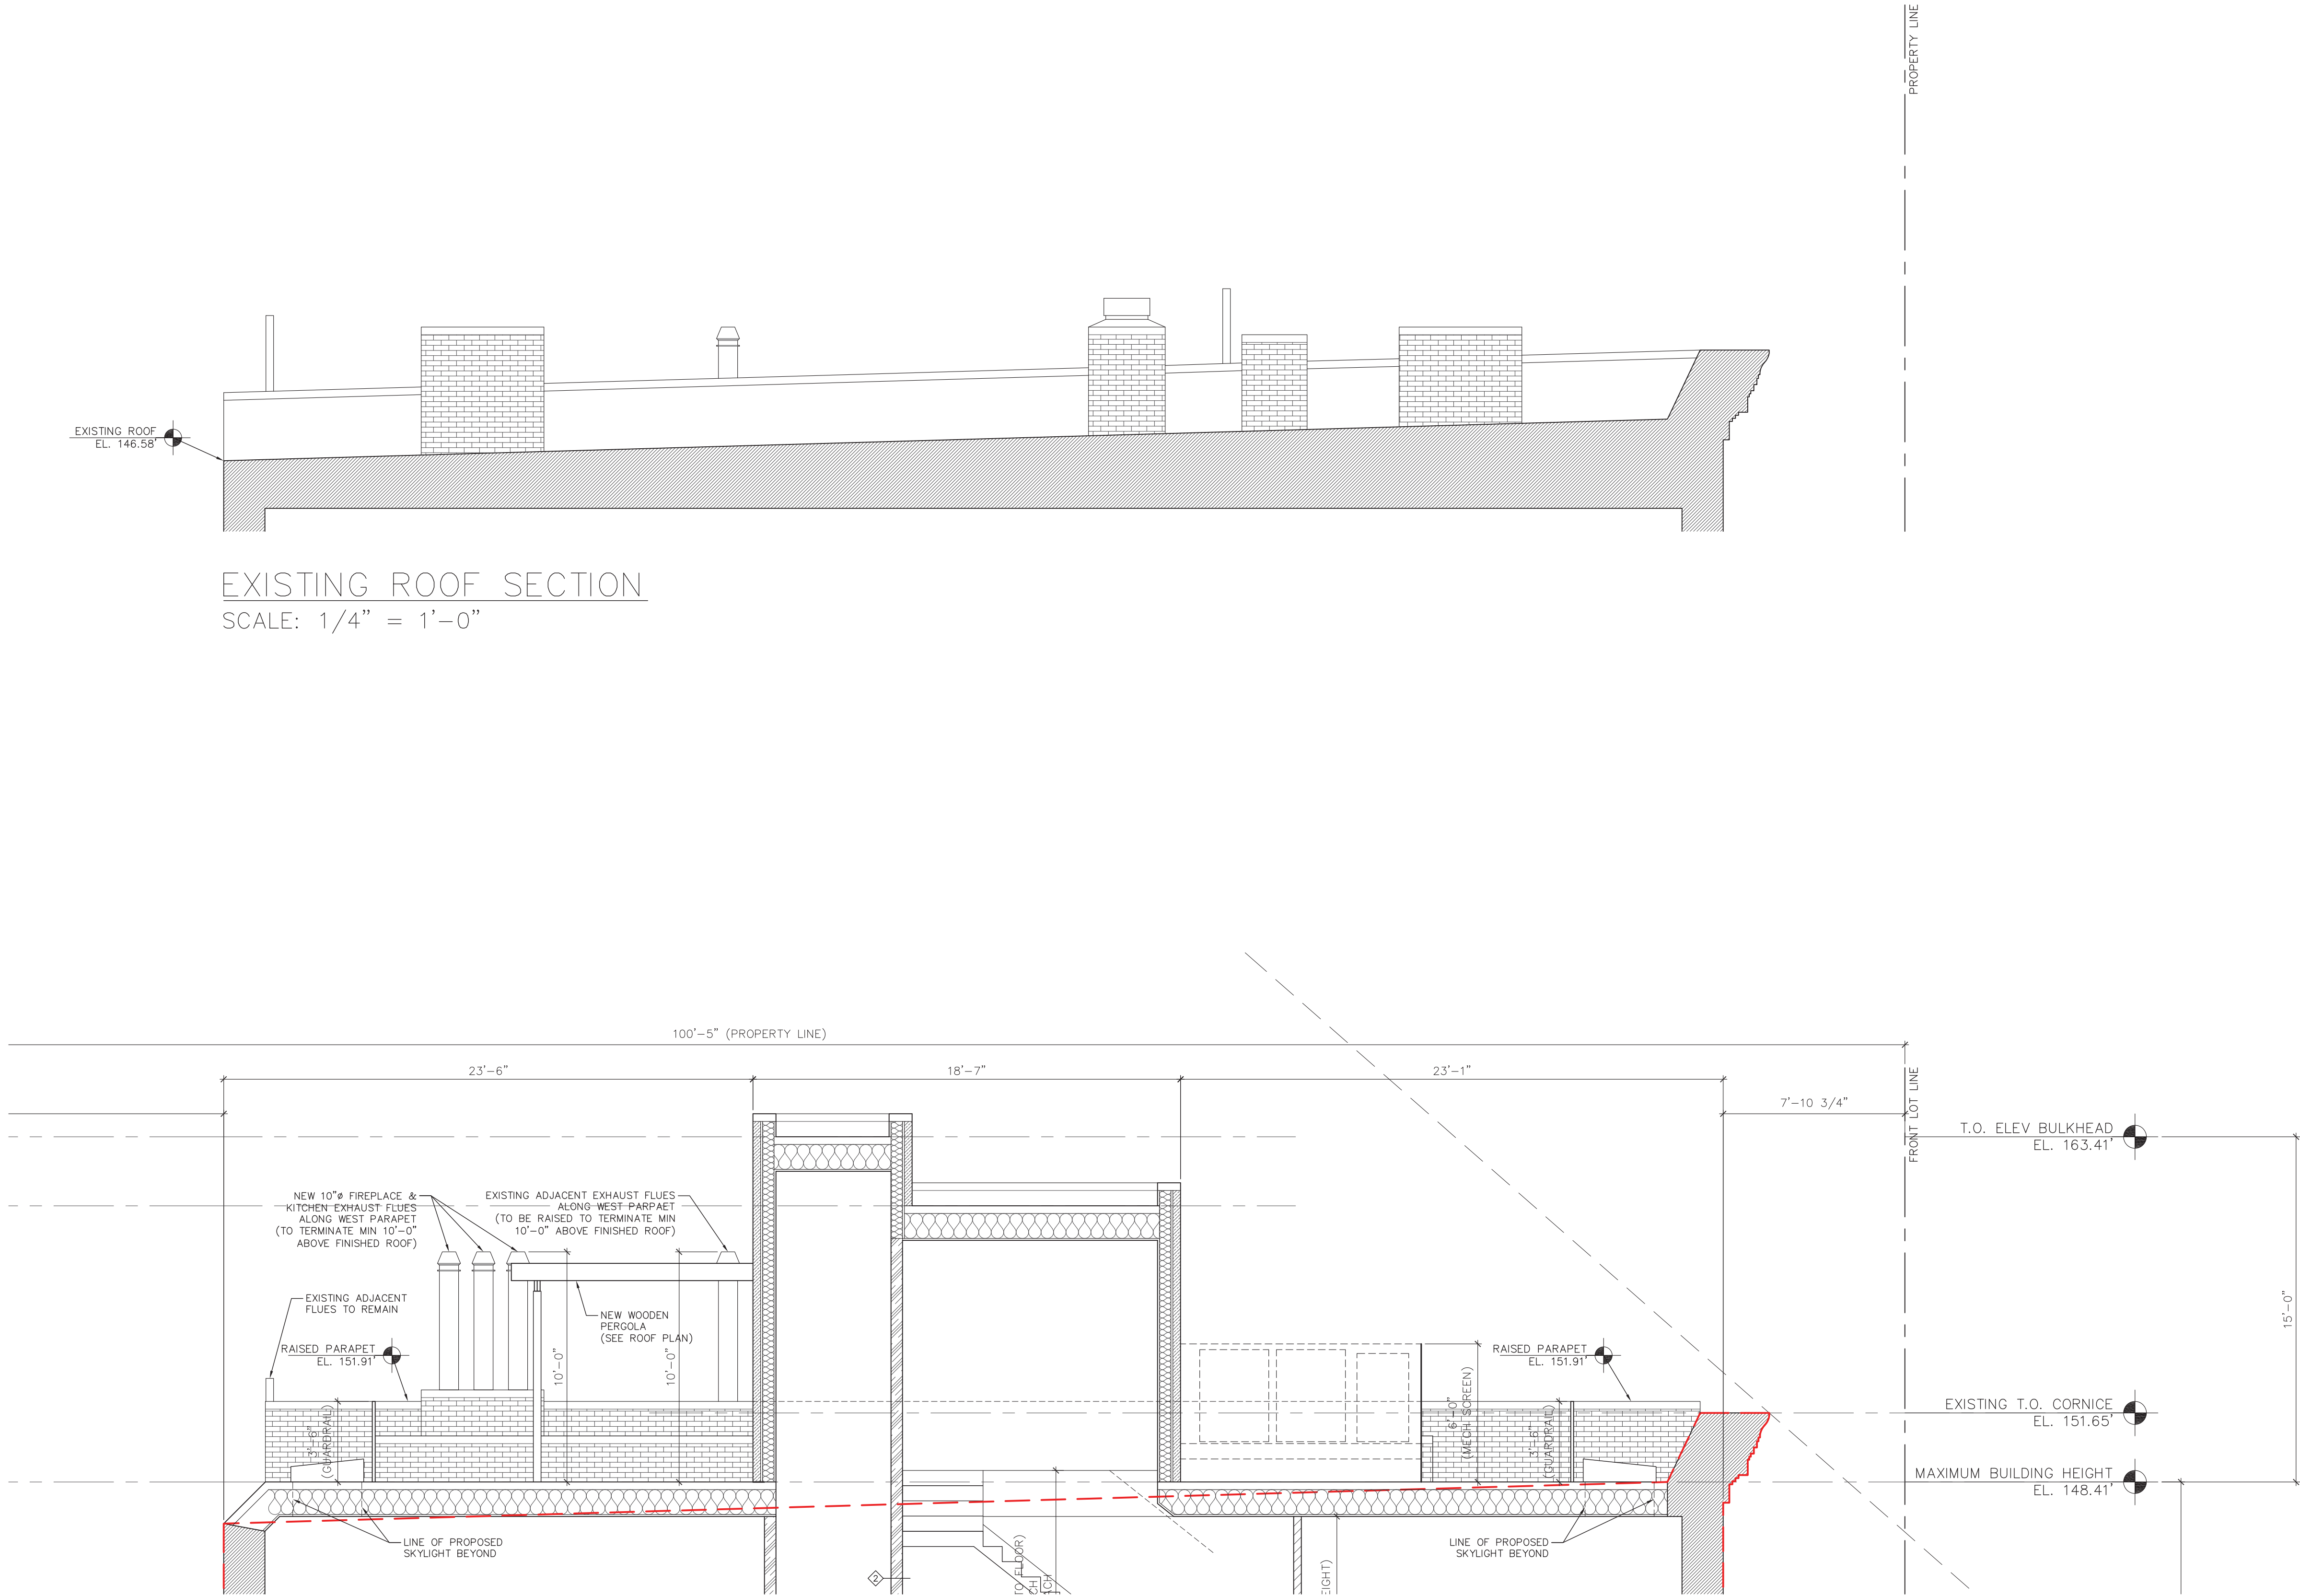 PROPERTY LINE
EXISTING ROOF
EL. 146.58'
EXISTING ROOF SECTION
SCALE: 1/4" = 1'-0"
100'-5" (PROPERTY LINE)
23'-6"
18'-7"
23'-1"
7'-10 3/4"
FRONT LOT LINE
T.O. ELEV BULKHEAD
EL. 163.41'
NEW 10"ø FIREPLACE &
KITCHEN EXHAUST FLUES
ALONG WEST PARAPET
(TO TERMINATE MIN 10'-0"
ABOVE FINISHED ROOF)
EXISTING ADJACENT EXHAUST FLUES
ALONG WEST PARPAET
(TO BE RAISED TO TERMINATE MIN
10'-0" ABOVE FINISHED ROOF)
EXISTING ADJACENT
FLUES TO REMAIN
NEW WOODEN
PERGOLA
(SEE ROOF PLAN)
RAISED PARAPET
EL. 151.91'
10'-0"
10'-0"
3'-6"
(GUARDRAIL)
6'-0"
(MECH. SCREEN)
3'-6"
(GUARDRAIL)
RAISED PARAPET
EL. 151.91'
15'-0"
EXISTING T.O. CORNICE
EL. 151.65'
MAXIMUM BUILDING HEIGHT
EL. 148.41'
LINE OF PROPOSED
SKYLIGHT BEYOND
LINE OF PROPOSED
SKYLIGHT BEYOND
2
TO FLOOR)
EIGHT)